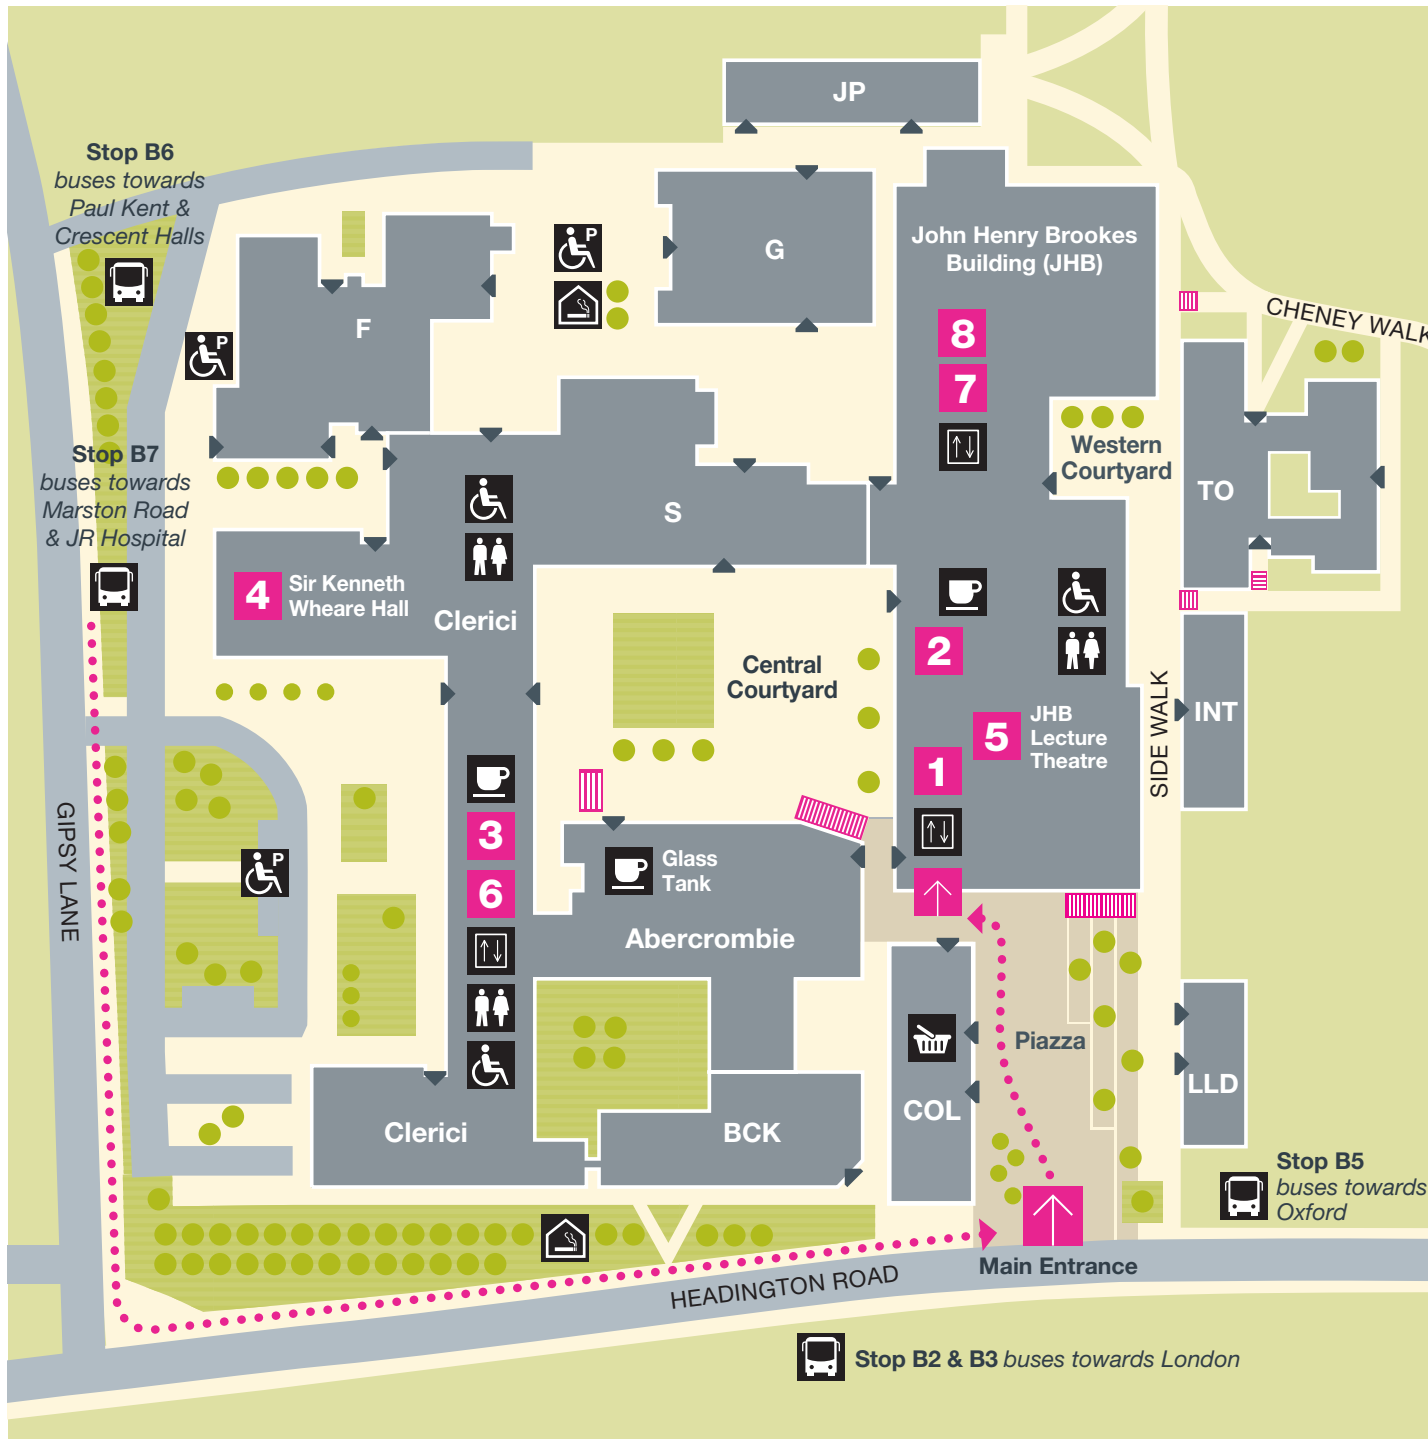 JP
Stop B6
buses towards
Paul Kent &
Crescent Halls
P
G
John Henry Brookes
Building (JHB)
F
P
8
7
CHENEY WALK
Stop B7
buses towards
Marston Road
& JR Hospital
Western
Courtyard
S
TO
4
Sir Kenneth
Wheare Hall
Clerici
2
Central
Courtyard
5
JHB
Lecture
Theatre
SIDE WALK
INT
1
3
6
Glass
Tank
GIPSY LANE
P
Abercrombie
Piazza
COL
LLD
Clerici
BCK
Stop B5
buses towards
Oxford
Main Entrance
HEADINGTON ROAD
Stop B2 & B3 buses towards London